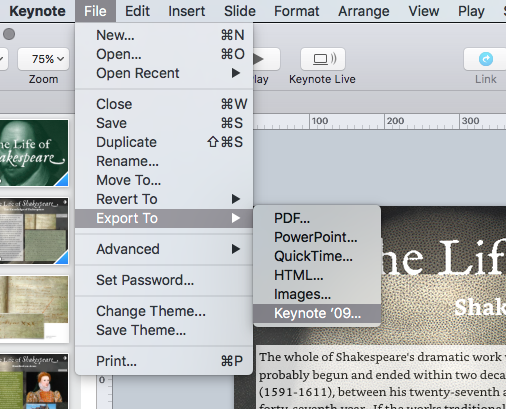 Keynote File Edit Insert Slide Format Arrange View Play
New... ⌘N
Open... ⌘O
Open Recent ▶
Close ⌘W
Save ⌘S
Duplicate ⇧⌘S
Rename...
Move To...
Revert To ▶
Export To ▶
Advanced ▶
Set Password...
Change Theme...
Save Theme...
Print... ⌘P
PDF...
PowerPoint...
QuickTime...
HTML...
Images...
Keynote '09...
75%
Zoom
lay
Keynote Live
Link
100 200 300
0
The Life of
Shakespeare
The Life of Shakespeare
he Lif
Shak
The whole of Shakespeare's dramatic work
probably begun and ended within two deca
(1591-1611), between his twenty-seventh a
forty-seventh year. If the works traditional